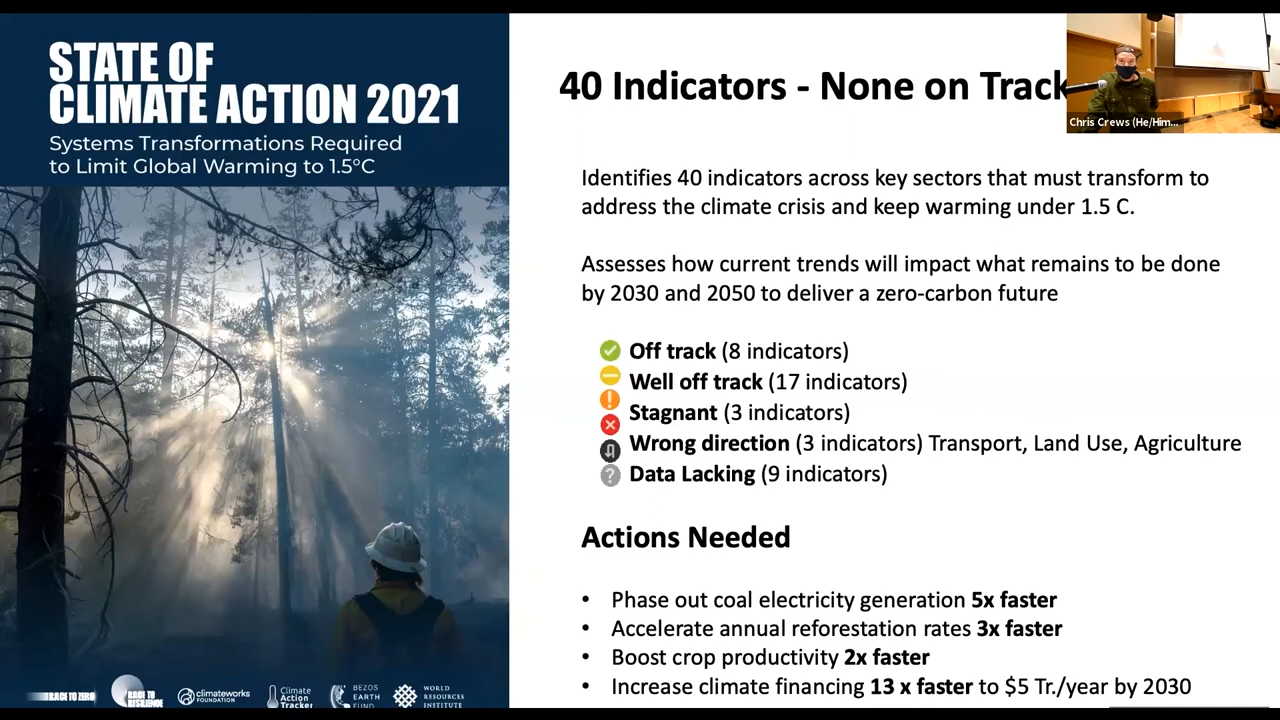 STATE OF
CLIMATE ACTION 2021
Systems Transformations Required
to Limit Global Warming to 1.5°C
RACE TO ZERO
RACE TO
RESILIENCE
climateworks
FOUNDATION
Climate
Action
Tracker
BEZOS
EARTH
FUND
WORLD
RESOURCES
INSTITUTE
40 Indicators - None on Track
Chris Crews (He/Him...
Identifies 40 indicators across key sectors that must transform to
address the climate crisis and keep warming under 1.5 C.
Assesses how current trends will impact what remains to be done
by 2030 and 2050 to deliver a zero-carbon future
Off track (8 indicators)
Well off track (17 indicators)
Stagnant (3 indicators)
Wrong direction (3 indicators) Transport, Land Use, Agriculture
Data Lacking (9 indicators)
Actions Needed
• Phase out coal electricity generation 5x faster
• Accelerate annual reforestation rates 3x faster
• Boost crop productivity 2x faster
• Increase climate financing 13 x faster to $5 Tr./year by 2030